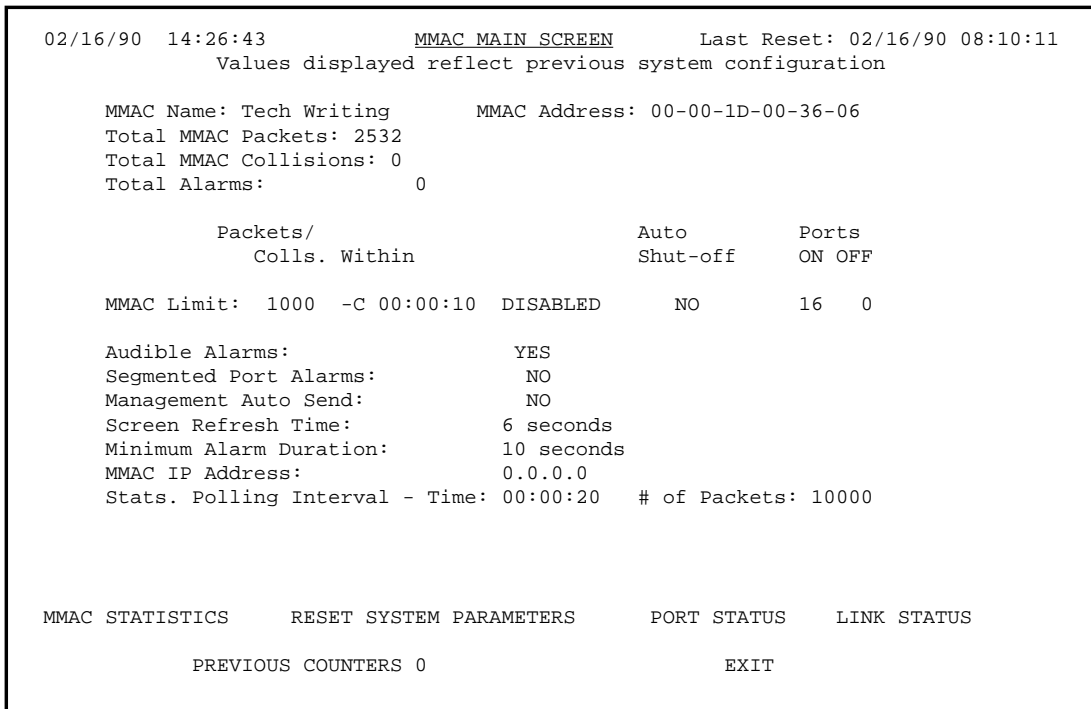 02/16/90 14:26:43 MMAC MAIN SCREEN Last Reset: 02/16/90 08:10:11
Values displayed reflect previous system configuration
MMAC Name: Tech Writing MMAC Address: 00-00-1D-00-36-06
Total MMAC Packets: 2532
Total MMAC Collisions: 0
Total Alarms: 0
Packets/ Auto Ports
Colls. Within Shut-off ON OFF
MMAC Limit: 1000 -C 00:00:10 DISABLED NO 16 0
Audible Alarms: YES
Segmented Port Alarms: NO
Management Auto Send: NO
Screen Refresh Time: 6 seconds
Minimum Alarm Duration: 10 seconds
MMAC IP Address: 0.0.0.0
Stats. Polling Interval - Time: 00:00:20 # of Packets: 10000
MMAC STATISTICS RESET SYSTEM PARAMETERS PORT STATUS LINK STATUS
PREVIOUS COUNTERS 0 EXIT